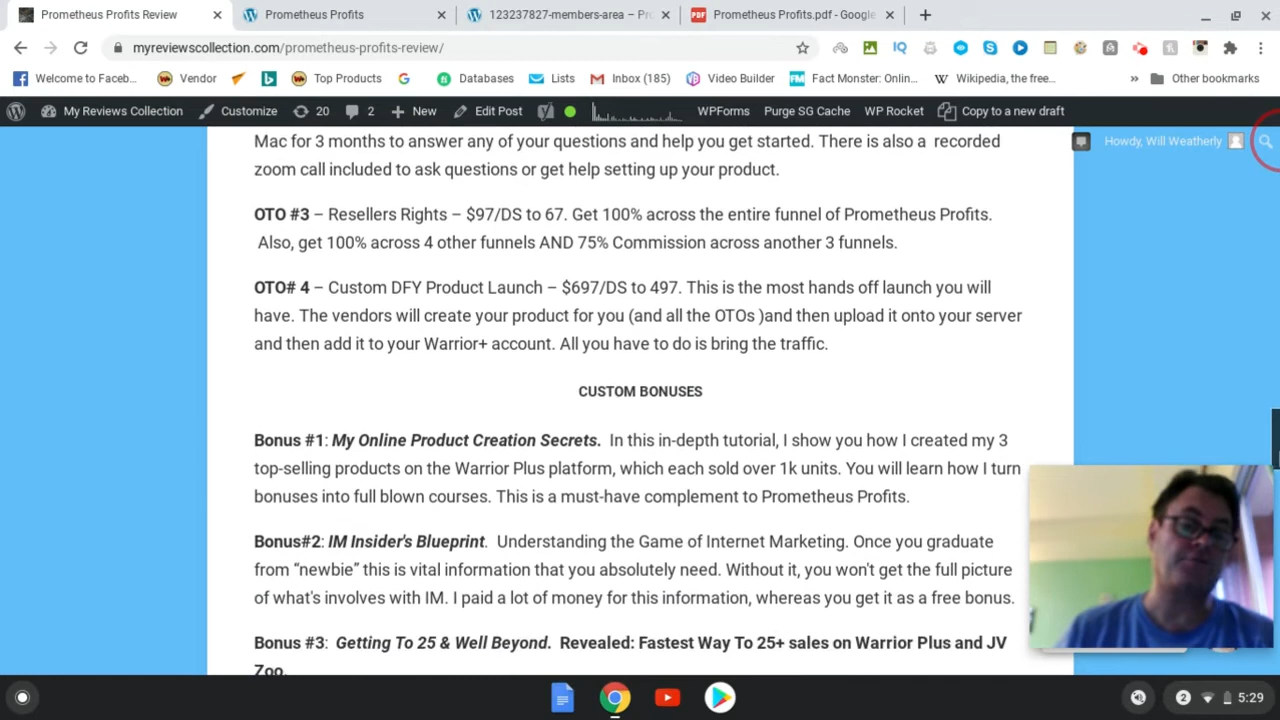 Prometheus Profits Review
Prometheus Profits
123237827-members-area – Pro
Prometheus Profits.pdf - Google
myreviewscollection.com/prometheus-profits-review/
Welcome to Faceb...
Vendor
Top Products
Databases
Lists
Inbox (185)
Video Builder
Fact Monster: Onlin...
Wikipedia, the free...
Other bookmarks
My Reviews Collection
Customize
20
2
New
Edit Post
WPForms
Purge SG Cache
WP Rocket
Copy to a new draft
Howdy, Will Weatherly
Mac for 3 months to answer any of your questions and help you get started. There is also a recorded
zoom call included to ask questions or get help setting up your product.
OTO #3 – Resellers Rights – $97/DS to 67. Get 100% across the entire funnel of Prometheus Profits.
Also, get 100% across 4 other funnels AND 75% Commission across another 3 funnels.
OTO# 4 – Custom DFY Product Launch – $697/DS to 497. This is the most hands off launch you will
have. The vendors will create your product for you (and all the OTOs )and then upload it onto your server
and then add it to your Warrior+ account. All you have to do is bring the traffic.
CUSTOM BONUSES
Bonus #1: My Online Product Creation Secrets. In this in-depth tutorial, I show you how I created my 3
top-selling products on the Warrior Plus platform, which each sold over 1k units. You will learn how I turn
bonuses into full blown courses. This is a must-have complement to Prometheus Profits.
Bonus#2: IM Insider's Blueprint. Understanding the Game of Internet Marketing. Once you graduate
from “newbie” this is vital information that you absolutely need. Without it, you won't get the full picture
of what's involves with IM. I paid a lot of money for this information, whereas you get it as a free bonus.
Bonus #3: Getting To 25 & Well Beyond. Revealed: Fastest Way To 25+ sales on Warrior Plus and JV
Zoo.
2
5:29